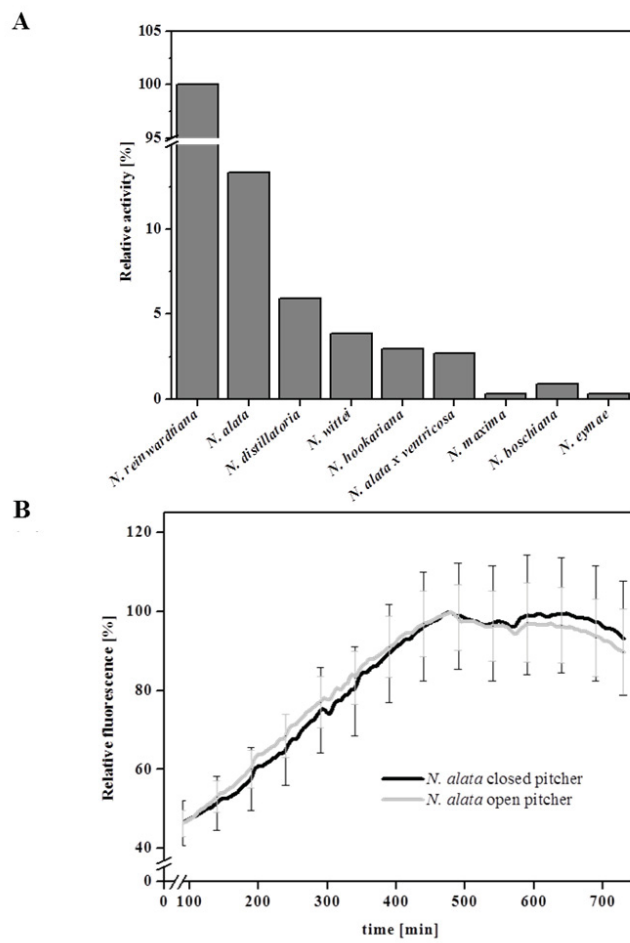 A
105
100
95
10
5
0
Relative activity [%]
N. reinwardtiana
N. alata
N. distillatoria
N. wittei
N. hookariana
N. alata x ventricosa
N. maxima
N. boschiana
N. eymae
B
120
100
80
60
40
0
Relative fluorescence [%]
N. alata closed pitcher
N. alata open pitcher
0 100 200 300 400 500 600 700
time [min]